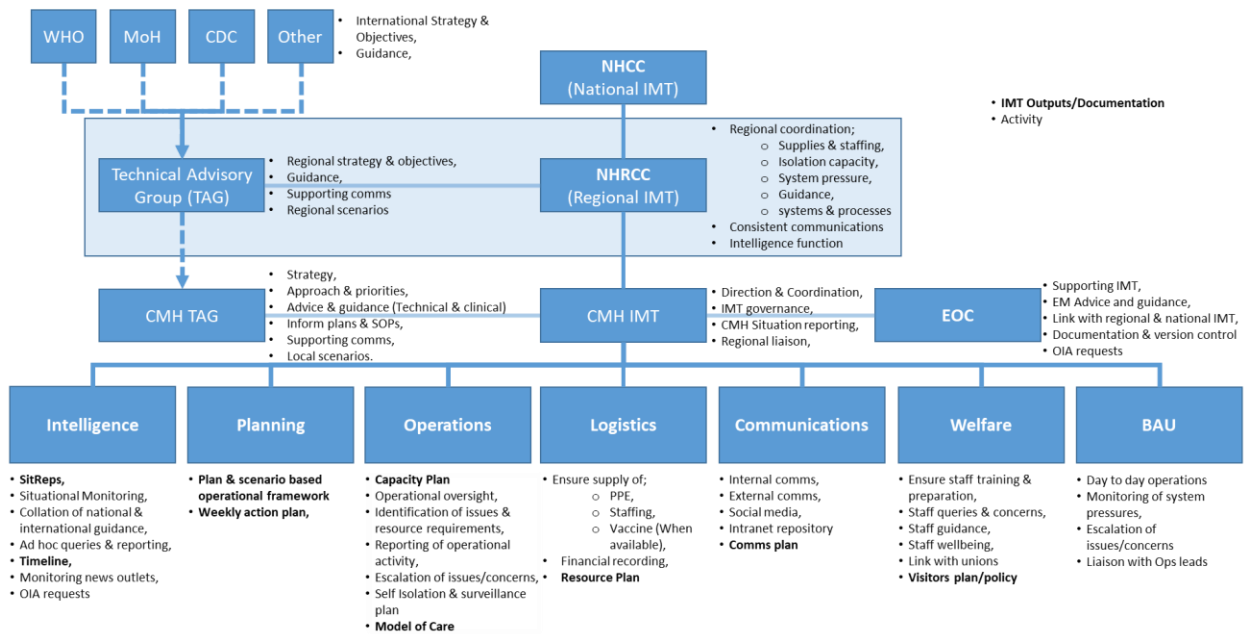 WHO
MoH
CDC
Other
• International Strategy &
Objectives,
• Guidance,
NHCC
(National IMT)
• IMT Outputs/Documentation
• Activity
Technical Advisory
Group (TAG)
• Regional strategy & objectives,
• Guidance,
• Supporting comms
• Regional scenarios
NHRCC
(Regional IMT)
• Regional coordination;
o Supplies & staffing,
o Isolation capacity,
o System pressure,
o Guidance,
o systems & processes
• Consistent communications
• Intelligence function
CMH TAG
• Strategy,
• Approach & priorities,
• Advice & guidance (Technical & clinical)
• Inform plans & SOPs,
• Supporting comms,
• Local scenarios.
CMH IMT
• Direction & Coordination,
• IMT governance,
• CMH Situation reporting,
• Regional liaison,
EOC
• Supporting IMT,
• EM Advice and guidance,
• Link with regional & national IMT,
• Documentation & version control
• OIA requests
Intelligence
• SitReps,
• Situational Monitoring,
• Collation of national &
international guidance,
• Ad hoc queries & reporting,
• Timeline,
• Monitoring news outlets,
• OIA requests
Planning
• Plan & scenario based
operational framework
• Weekly action plan,
Operations
• Capacity Plan
• Operational oversight,
• Identification of issues &
resource requirements,
• Reporting of operational
activity,
• Escalation of issues/concerns,
• Self Isolation & surveillance
plan
• Model of Care
Logistics
• Ensure supply of;
o PPE,
o Staffing,
o Vaccine (When
available),
• Financial recording,
• Resource Plan
Communications
• Internal comms,
• External comms,
• Social media,
• Intranet repository
• Comms plan
Welfare
• Ensure staff training &
preparation,
• Staff queries & concerns,
• Staff guidance,
• Staff wellbeing,
• Link with unions
• Visitors plan/policy
BAU
• Day to day operations
• Monitoring of system
pressures,
• Escalation of
issues/concerns
• Liaison with Ops leads